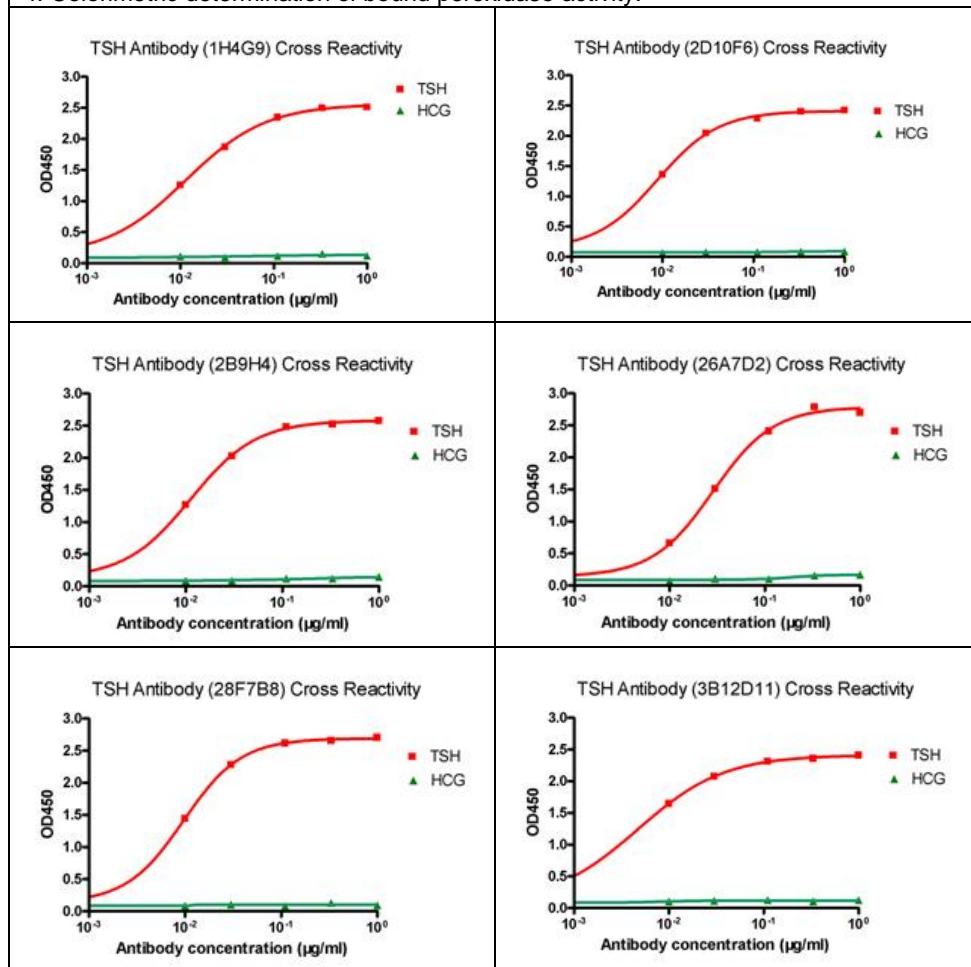 4. Colorimetric determination of bound peroxidase activity.
TSH Antibody (1H4G9) Cross Reactivity
3.0
2.5
2.0
1.5
1.0
0.5
0.0
OD450
10⁻³ 10⁻² 10⁻¹ 10⁰
Antibody concentration (µg/ml)
TSH
HCG
TSH Antibody (2D10F6) Cross Reactivity
3.0
2.5
2.0
1.5
1.0
0.5
0.0
OD450
10⁻³ 10⁻² 10⁻¹ 10⁰
Antibody concentration (µg/ml)
TSH
HCG
TSH Antibody (2B9H4) Cross Reactivity
3.0
2.5
2.0
1.5
1.0
0.5
0.0
OD450
10⁻³ 10⁻² 10⁻¹ 10⁰
Antibody concentration (µg/ml)
TSH
HCG
TSH Antibody (26A7D2) Cross Reactivity
3.0
2.5
2.0
1.5
1.0
0.5
0.0
OD450
10⁻³ 10⁻² 10⁻¹ 10⁰
Antibody concentration (µg/ml)
TSH
HCG
TSH Antibody (28F7B8) Cross Reactivity
3.0
2.5
2.0
1.5
1.0
0.5
0.0
OD450
10⁻³ 10⁻² 10⁻¹ 10⁰
Antibody concentration (µg/ml)
TSH
HCG
TSH Antibody (3B12D11) Cross Reactivity
3.0
2.5
2.0
1.5
1.0
0.5
0.0
OD450
10⁻³ 10⁻² 10⁻¹ 10⁰
Antibody concentration (µg/ml)
TSH
HCG